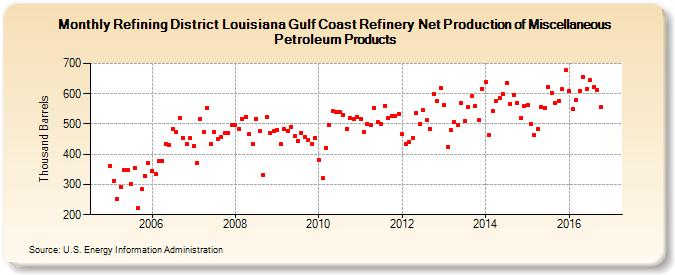 Monthly Refining District Louisiana Gulf Coast Refinery Net Production of Miscellaneous
Petroleum Products
Thousand Barrels
700
600
500
400
300
200
2006 2008 2010 2012 2014 2016
Source: U.S. Energy Information Administration